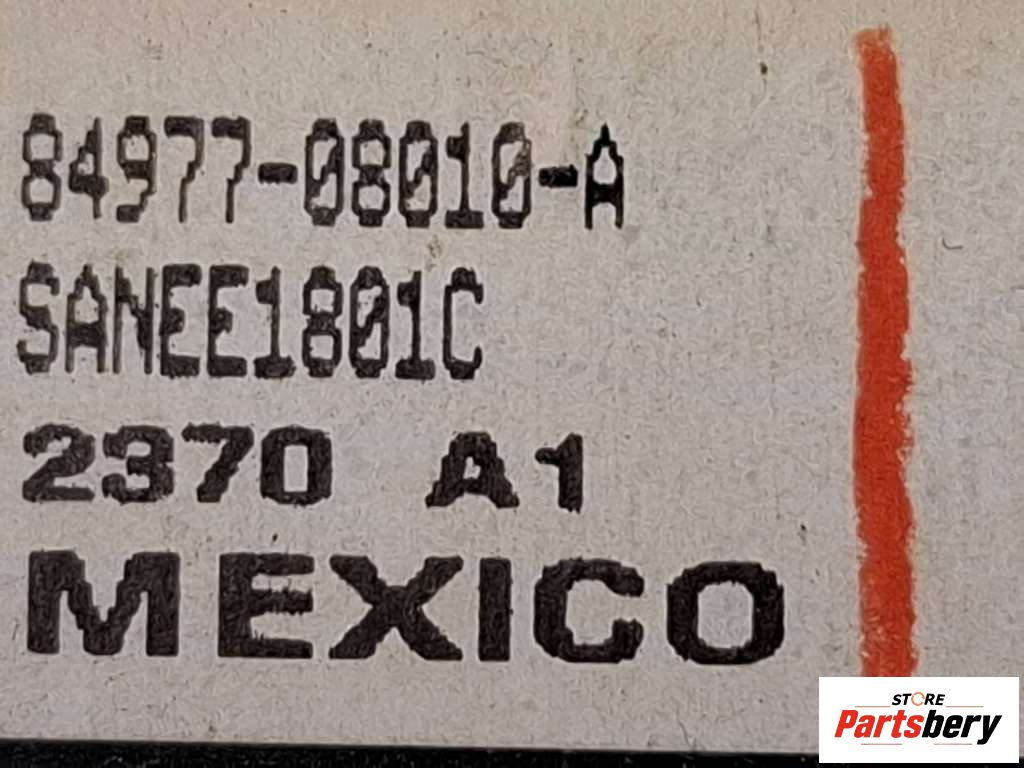 84977-08010-A
SANEE1801C
2370 A1
MEXICO
STORE
Partsbery